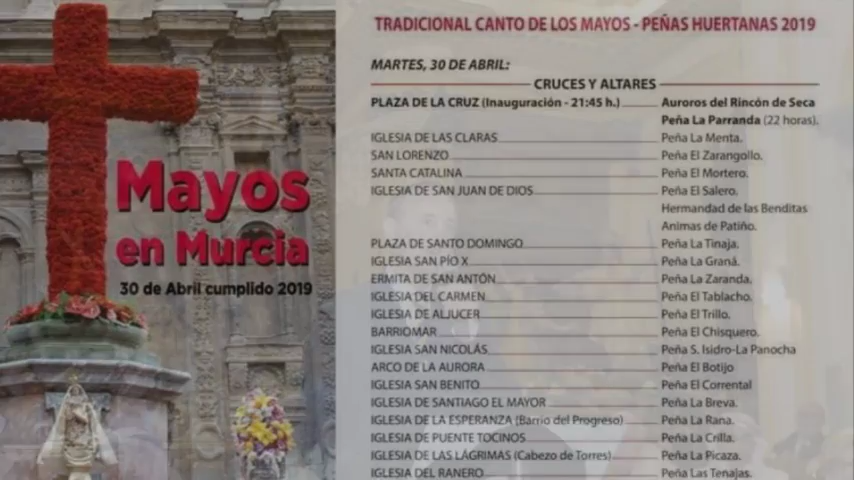 Mayos
en Murcia
30 de Abril cumplido 2019
TRADICIONAL CANTO DE LOS MAYOS - PEÑAS HUERTANAS 2019
MARTES, 30 DE ABRIL:
CRUCES Y ALTARES
PLAZA DE LA CRUZ (Inauguración - 21:45 h.) Auroros del Rincón de Seca
Peña La Parranda (22 horas).
IGLESIA DE LAS CLARAS Peña La Menta.
SAN LORENZO Peña El Zarangollo.
SANTA CATALINA Peña El Mortero.
IGLESIA DE SAN JUAN DE DIOS Peña El Salero.
Hermandad de las Benditas
Animas de Patiño.
PLAZA DE SANTO DOMINGO Peña La Tinaja.
IGLESIA SAN PÍO X Peña La Graná.
ERMITA DE SAN ANTÓN Peña La Zaranda.
IGLESIA DEL CARMEN Peña El Tablacho.
IGLESIA DE ALJUCER Peña El Trillo.
BARRIOMAR Peña El Chisquero.
IGLESIA SAN NICOLÁS Peña S. Isidro-La Panocha
ARCO DE LA AURORA Peña El Botijo
IGLESIA SAN BENITO Peña El Corrental
IGLESIA DE SANTIAGO EL MAYOR Peña La Breva.
IGLESIA DE LA ESPERANZA (Barrio del Progreso) Peña La Rana.
IGLESIA DE PUENTE TOCINOS Peña La Crilla.
IGLESIA DE LAS LÁGRIMAS (Cabezo de Torres) Peña La Picaza.
IGLESIA DEL RANERO Peña Las Tenajas.